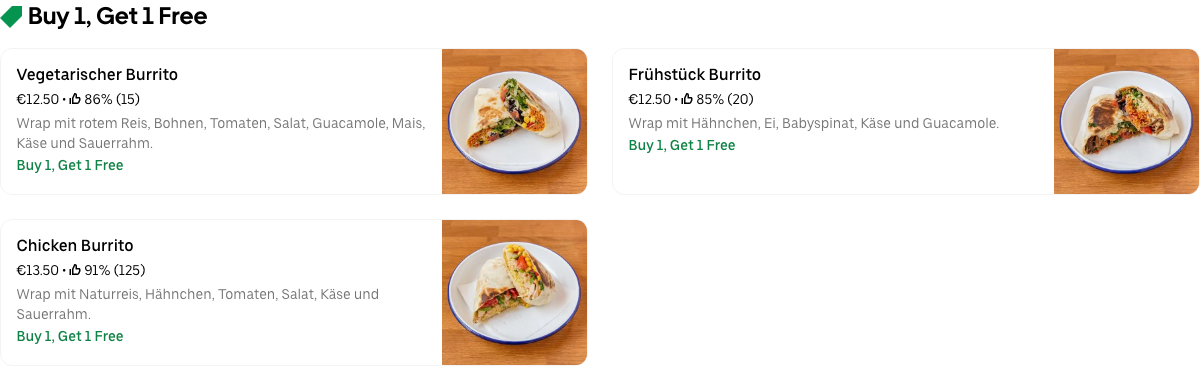 Buy 1, Get 1 Free
Vegetarischer Burrito
€12.50 • 86% (15)
Wrap mit rotem Reis, Bohnen, Tomaten, Salat, Guacamole, Mais,
Käse und Sauerrahm.
Buy 1, Get 1 Free
Frühstück Burrito
€12.50 • 85% (20)
Wrap mit Hähnchen, Ei, Babyspinat, Käse und Guacamole.
Buy 1, Get 1 Free
Chicken Burrito
€13.50 • 91% (125)
Wrap mit Naturreis, Hähnchen, Tomaten, Salat, Käse und
Sauerrahm.
Buy 1, Get 1 Free